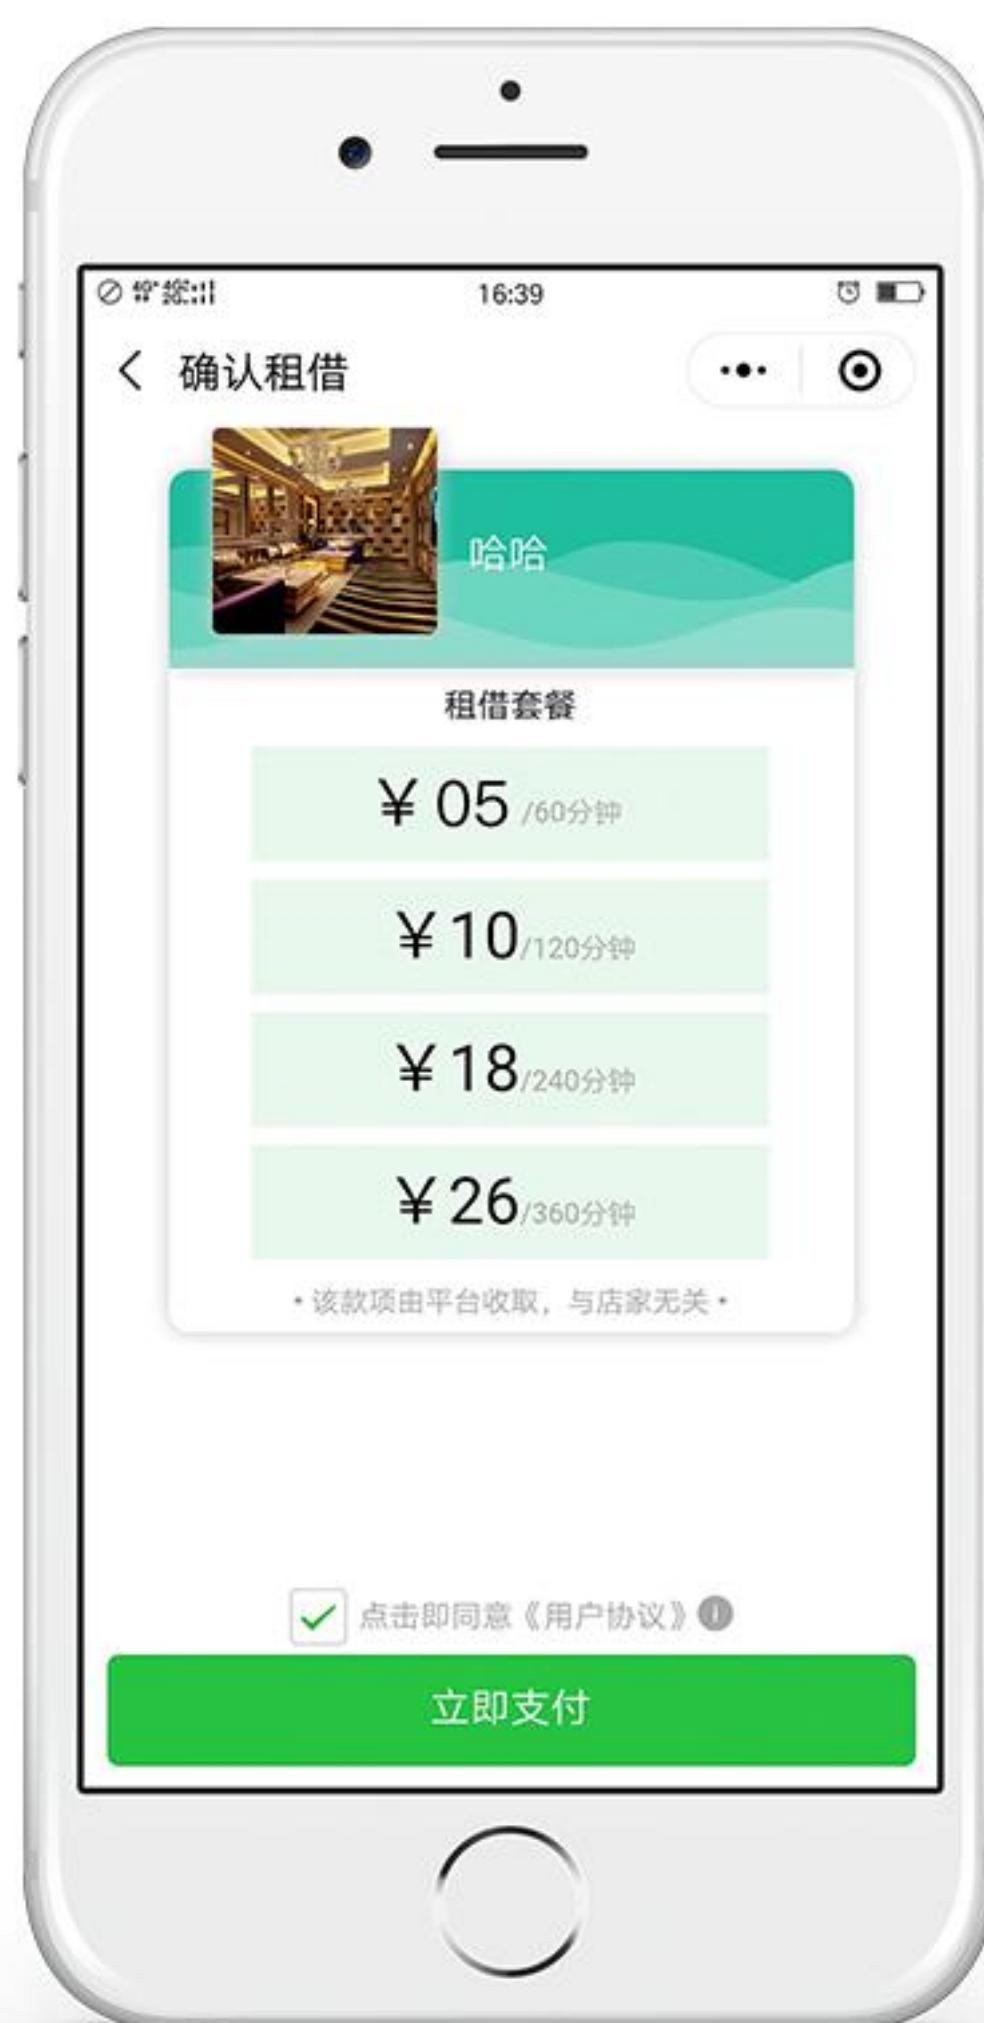 16:39
确认租借
哈哈
租借套餐
¥ 05 /60分钟
¥ 10/120分钟
¥ 18/240分钟
¥ 26/360分钟
• 该款项由平台收取，与店家无关 •
点击即同意《用户协议》
立即支付